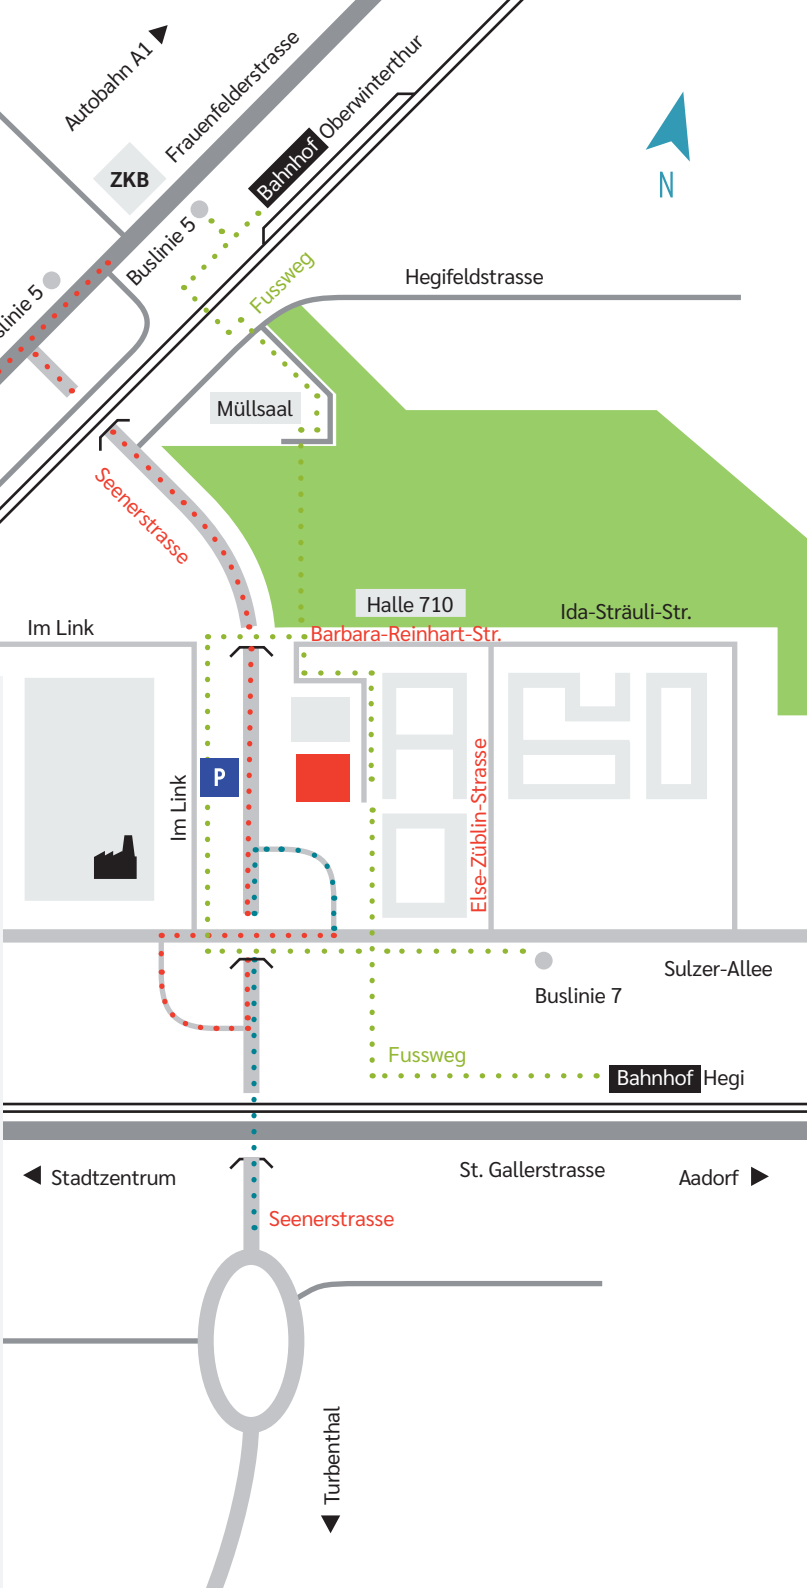 Autobahn A1
Frauenfelderstrasse
Bahnhof Oberwinterthur
ZKB
N
Buslinie 5
Fussweg
Hegifeldstrasse
5
Müllsaal
Seenerstrasse
Halle 710
Ida-Sträuli-Str.
Im Link
Barbara-Reinhart-Str.
P
Im Link
Else-Züblin-Strasse
Sulzer-Allee
Buslinie 7
Fussweg
Bahnhof Hegi
St. Gallerstrasse
Stadtzentrum
Aadorf
Seenerstrasse
Turbenthal